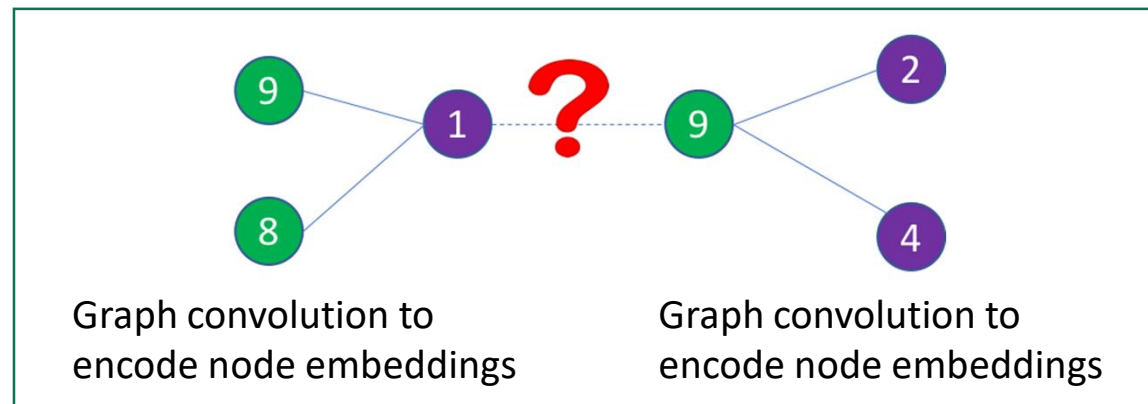 9
1
?
9
2
8
4
Graph convolution to
encode node embeddings
Graph convolution to
encode node embeddings